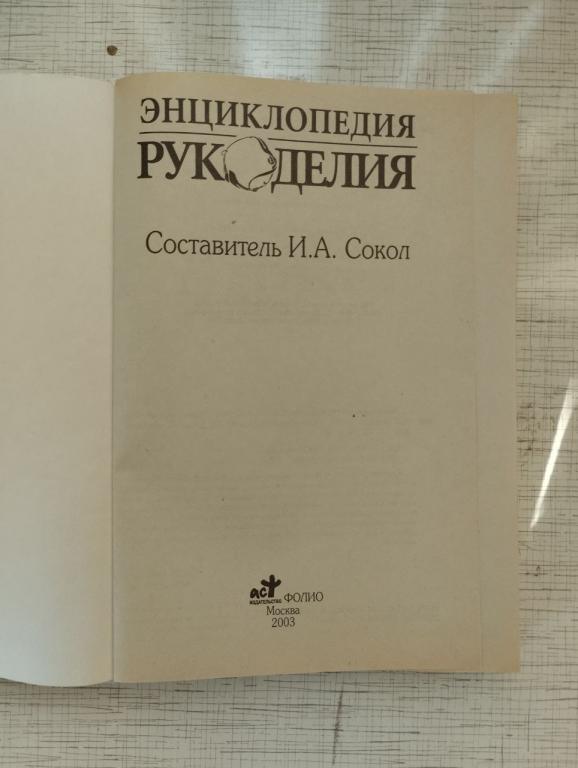 ЭНЦИКЛОПЕДИЯ
РУКОДЕЛИЯ
Составитель И.А. Сокол
аст
издательство ФОЛИО
Москва
2003